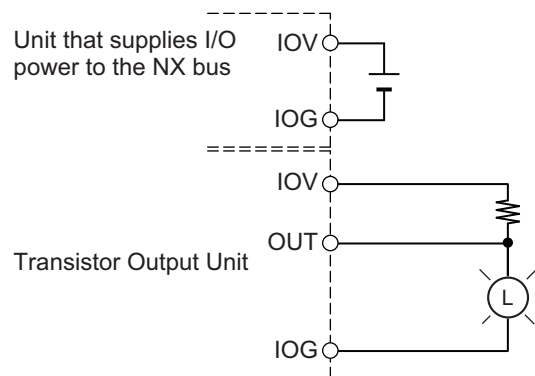 Unit that supplies I/O
power to the NX bus
IOV
IOG
IOV
OUT
Transistor Output Unit
L
IOG